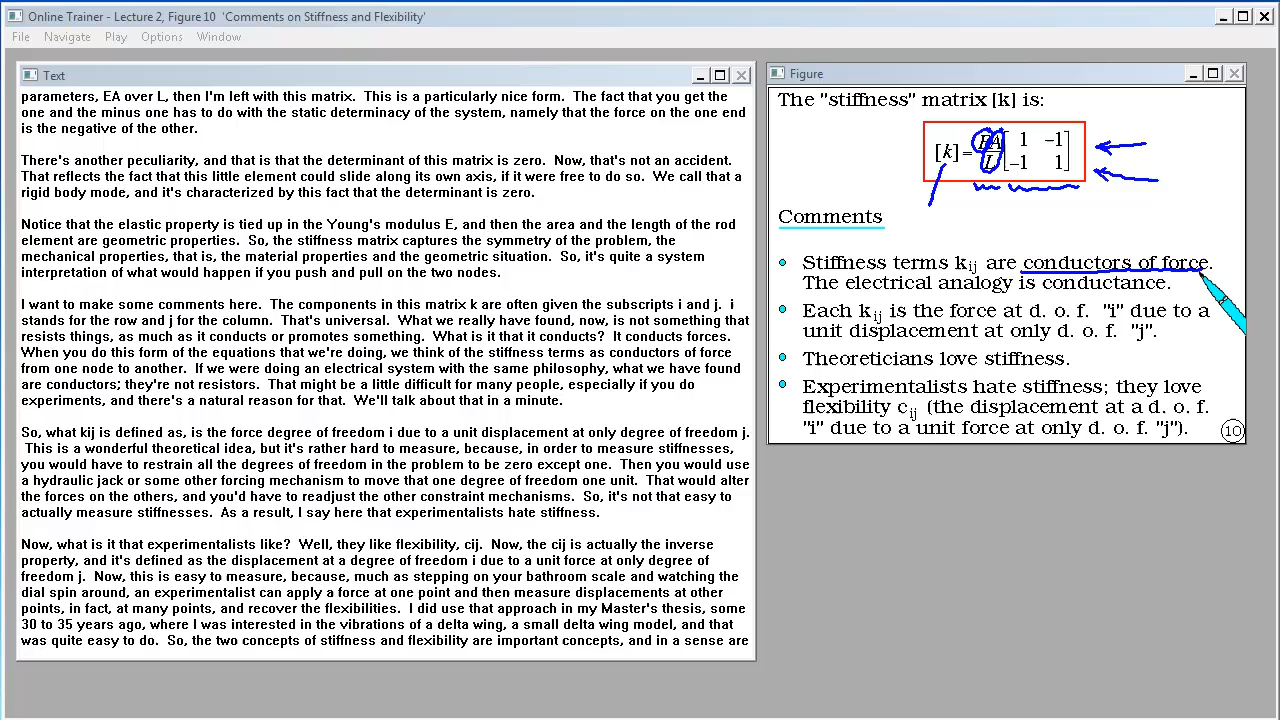 Online Trainer - Lecture 2, Figure 10 'Comments on Stiffness and Flexibility'
File Navigate Play Options Window
Text
parameters, EA over L, then I'm left with this matrix. This is a particularly nice form. The fact that you get the
one and the minus one has to do with the static determinacy of the system, namely that the force on the one end
is the negative of the other.
There's another peculiarity, and that is that the determinant of this matrix is zero. Now, that's not an accident.
That reflects the fact that this little element could slide along its own axis, if it were free to do so. We call that a
rigid body mode, and it's characterized by this fact that the determinant is zero.
Notice that the elastic property is tied up in the Young's modulus E, and then the area and the length of the rod
element are geometric properties. So, the stiffness matrix captures the symmetry of the problem, the
mechanical properties, that is, the material properties and the geometric situation. So, it's quite a system
interpretation of what would happen if you push and pull on the two nodes.
I want to make some comments here. The components in this matrix k are often given the subscripts i and j. i
stands for the row and j for the column. That's universal. What we really have found, now, is not something that
resists things, as much as it conducts or promotes something. What is it that it conducts? It conducts forces.
When you do this form of the equations that we're doing, we think of the stiffness terms as conductors of force
from one node to another. If we were doing an electrical system with the same philosophy, what we have found
are conductors; they're not resistors. That might be a little difficult for many people, especially if you do
experiments, and there's a natural reason for that. We'll talk about that in a minute.
So, what kij is defined as, is the force degree of freedom i due to a unit displacement at only degree of freedom j.
This is a wonderful theoretical idea, but it's rather hard to measure, because, in order to measure stiffnesses,
you would have to restrain all the degrees of freedom in the problem to be zero except one. Then you would use
a hydraulic jack or some other forcing mechanism to move that one degree of freedom one unit. That would alter
the forces on the others, and you'd have to readjust the other constraint mechanisms. So, it's not that easy to
actually measure stiffnesses. As a result, I say here that experimentalists hate stiffness.
Now, what is it that experimentalists like? Well, they like flexibility, cij. Now, the cij is actually the inverse
property, and it's defined as the displacement at a degree of freedom i due to a unit force at only degree of
freedom j. Now, this is easy to measure, because, much as stepping on your bathroom scale and watching the
dial spin around, an experimentalist can apply a force at one point and then measure displacements at other
points, in fact, at many points, and recover the flexibilities. I did use that approach in my Master's thesis, some
30 to 35 years ago, where I was interested in the vibrations of a delta wing, a small delta wing model, and that
was quite easy to do. So, the two concepts of stiffness and flexibility are important concepts, and in a sense are
Figure
The "stiffness" matrix [k] is:
[k] = EA/L [1 -1
-1 1]
Comments
• Stiffness terms kij are conductors of force.
The electrical analogy is conductance.
• Each kij is the force at d. o. f. "i" due to a
unit displacement at only d. o. f. "j".
• Theoreticians love stiffness.
• Experimentalists hate stiffness; they love
flexibility cij (the displacement at a d. o. f.
"i" due to a unit force at only d. o. f. "j").
10